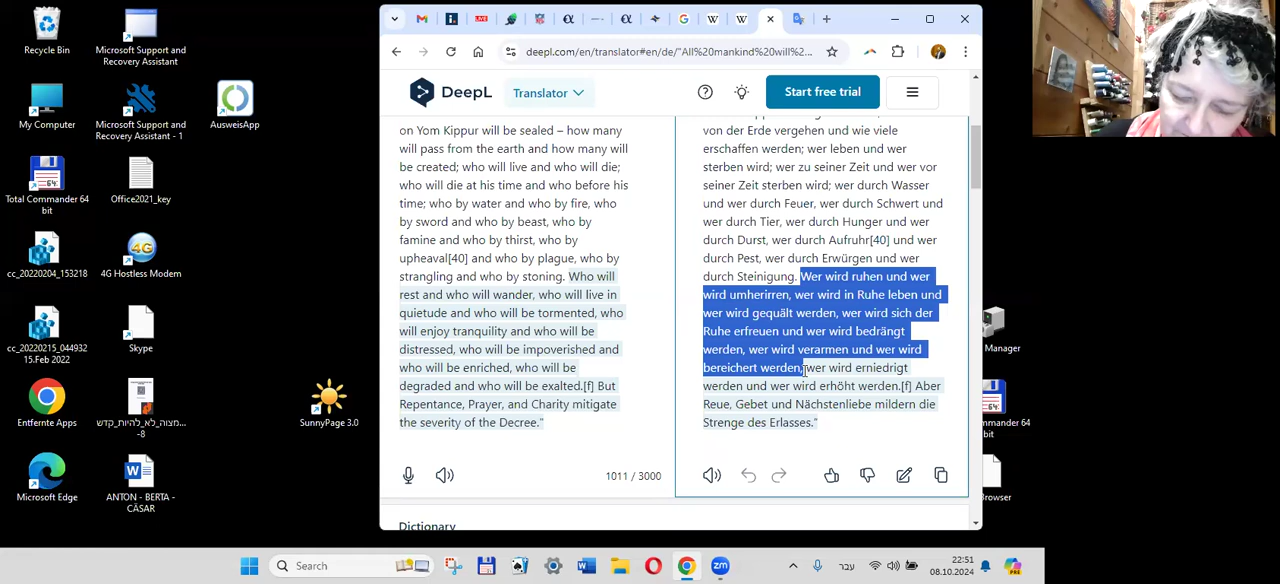 Recycle Bin
Microsoft Support and
Recovery Assistant
My Computer
Microsoft Support and
Recovery Assistant - 1
AusweisApp
Total Commander 64
bit
Office2021_key
cc_20220204_153218
4G Hostless Modem
cc_20220215_044932
15.Feb 2022
Skype
Entfernte Apps
מצוה_לא_להיות_קדש...
-8
SunnyPage 3.0
Microsoft Edge
ANTON - BERTA -
CÄSAR
deepl.com/en/translator#en/de/"All%20mankind%20will%2...
DeepL
Translator
Start free trial
on Yom Kippur will be sealed – how many
will pass from the earth and how many will
be created; who will live and who will die;
who will die at his time and who before his
time; who by water and who by fire, who
by sword and who by beast, who by
famine and who by thirst, who by
upheaval[40] and who by plague, who by
strangling and who by stoning. Who will
rest and who will wander, who will live in
quietude and who will be tormented, who
will enjoy tranquility and who will be
distressed, who will be impoverished and
who will be enriched, who will be
degraded and who will be exalted.[f] But
Repentance, Prayer, and Charity mitigate
the severity of the Decree."
1011 / 3000
von der Erde vergehen und wie viele
erschaffen werden; wer leben und wer
sterben wird; wer zu seiner Zeit und wer vor
seiner Zeit sterben wird; wer durch Wasser
und wer durch Feuer, wer durch Schwert und
wer durch Tier, wer durch Hunger und wer
durch Durst, wer durch Aufruhr[40] und wer
durch Pest, wer durch Erwürgen und wer
durch Steinigung. Wer wird ruhen und wer
wird umherirren, wer wird in Ruhe leben und
wer wird gequält werden, wer wird sich der
Ruhe erfreuen und wer wird bedrängt
werden, wer wird verarmen und wer wird
bereichert werden, wer wird erniedrigt
werden und wer wird erhöht werden.[f] Aber
Reue, Gebet und Nächstenliebe mildern die
Strenge des Erlasses."
Dictionary
Manager
mmander 64
bit
Browser
Search
עבר
22:51
08.10.2024